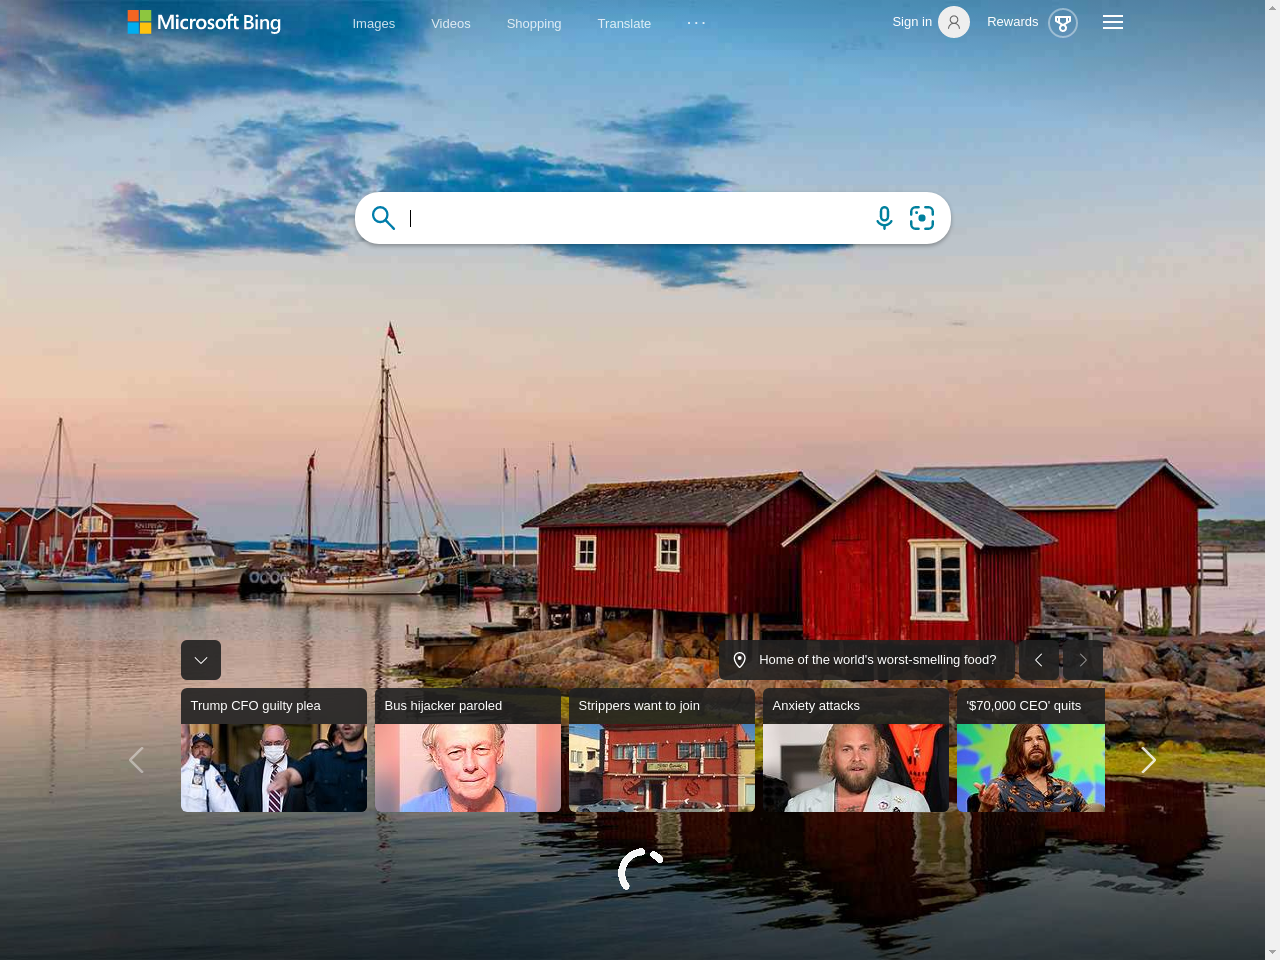 Microsoft Bing
Images
Videos
Shopping
Translate
Sign in
Rewards
Home of the world's worst-smelling food?
Trump CFO guilty plea
Bus hijacker paroled
Strippers want to join
Anxiety attacks
'$70,000 CEO' quits